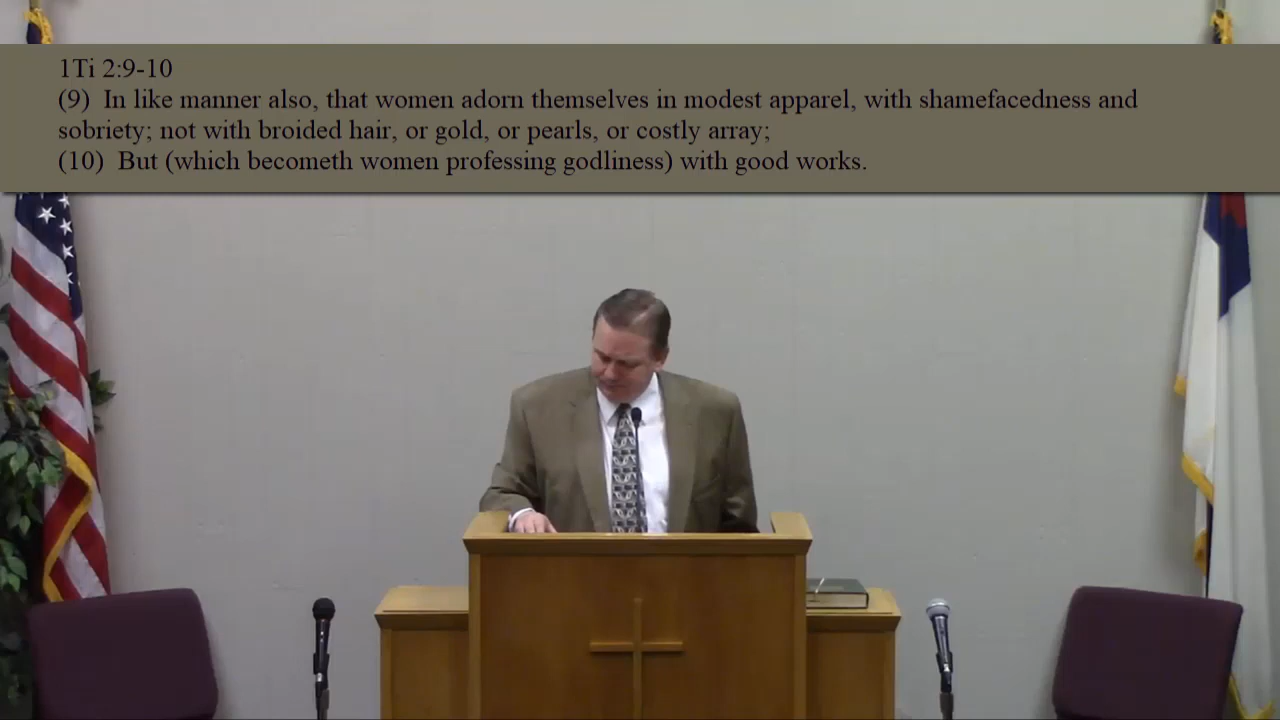 1Ti 2:9-10
(9)  In like manner also, that women adorn themselves in modest apparel, with shamefacedness and
sobriety; not with broided hair, or gold, or pearls, or costly array;
(10)  But (which becometh women professing godliness) with good works.